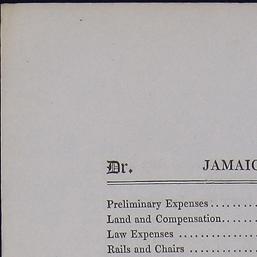 Dr. JAMAIC
Preliminary Expenses.........
Land and Compensation......
Law Expenses ..............
Rails and Chairs ............